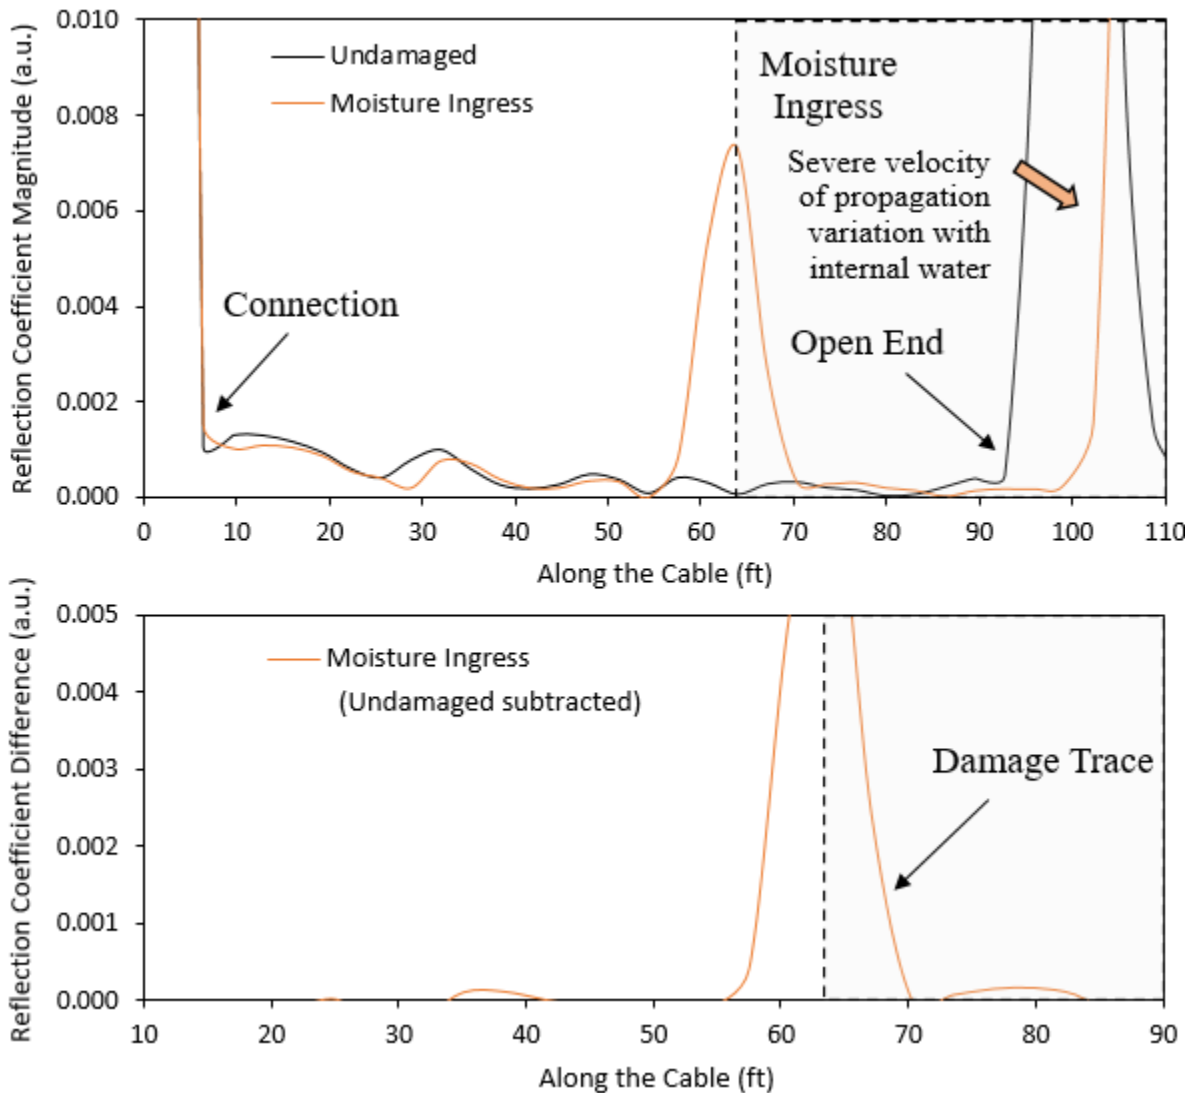 Reflection Coefficient Magnitude (a.u.)
0.010
0.008
0.006
0.004
0.002
0.000
Undamaged
Moisture Ingress
Moisture
Ingress
Severe velocity
of propagation
variation with
internal water
Connection
Open End
0 10 20 30 40 50 60 70 80 90 100 110
Along the Cable (ft)
Reflection Coefficient Difference (a.u.)
0.005
0.004
0.003
0.002
0.001
0.000
Moisture Ingress
(Undamaged subtracted)
Damage Trace
10 20 30 40 50 60 70 80 90
Along the Cable (ft)